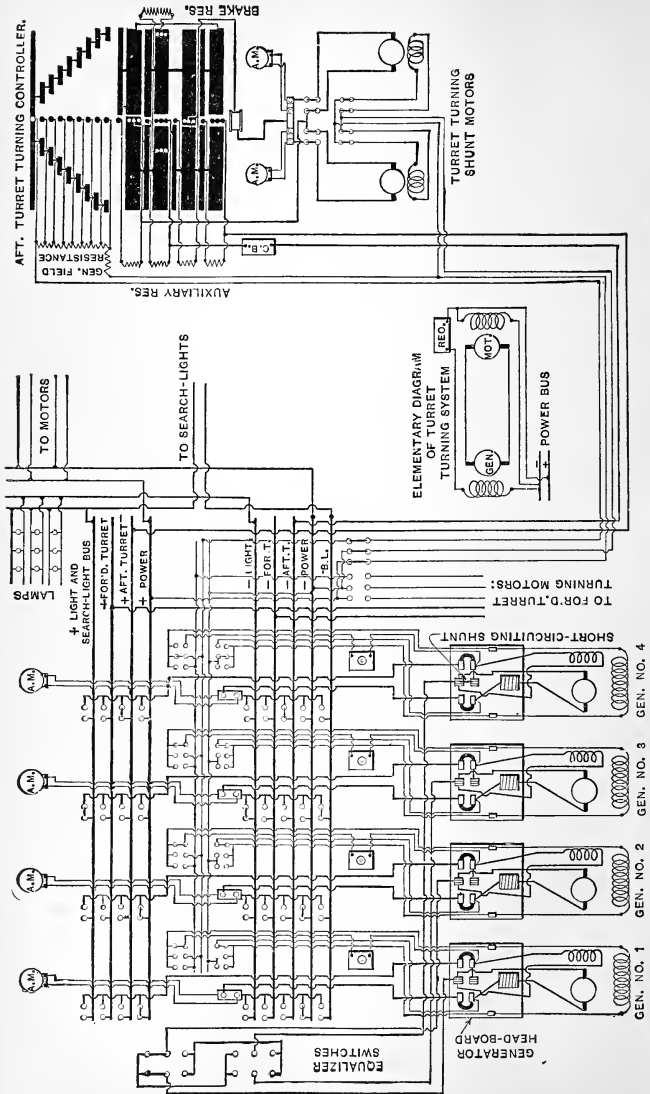 BRAKE RES.
AFT. TURRET TURNING CONTROLLER.
A.M.
A.M.
TURRET TURNING
SHUNT MOTORS
GEN. FIELD
RESISTANCE
C.B.
AUXILIARY RES.
TO MOTORS
TO SEARCH-LIGHTS
REO.
MOT.
GEN.
ELEMENTARY DIAGRAM
OF TURRET
TURNING SYSTEM
-
+ POWER BUS
LAMPS
+ LIGHT AND
SEARCH-LIGHT BUS
+FOR'D. TURRET
+ AFT. TURRET
+ POWER
- LIGHT.
- FOR. T.
- AFT. T.
- POWER
-B.L.
TURNING MOTORS:
TO FOR'D. TURRET
SHORT-CIRCUITING SHUNT
A.M.
A.M.
A.M.
A.M.
EQUALIZER
SWITCHES
GENERATOR
HEAD-BOARD
GEN. NO. 1
GEN. NO. 2
GEN. NO. 3
GEN. NO. 4